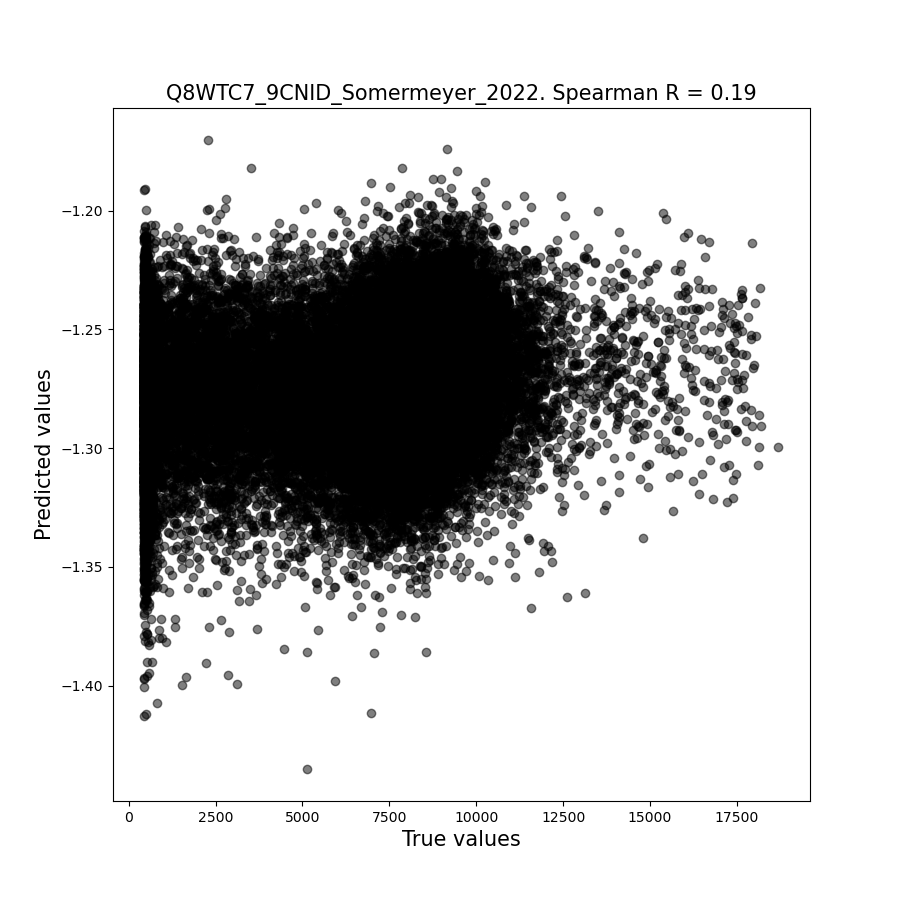 Q8WTC7_9CNID_Somermeyer_2022. Spearman R = 0.19
−1.20
−1.25
−1.30
−1.35
−1.40
Predicted values
0 2500 5000 7500 10000 12500 15000 17500
True values